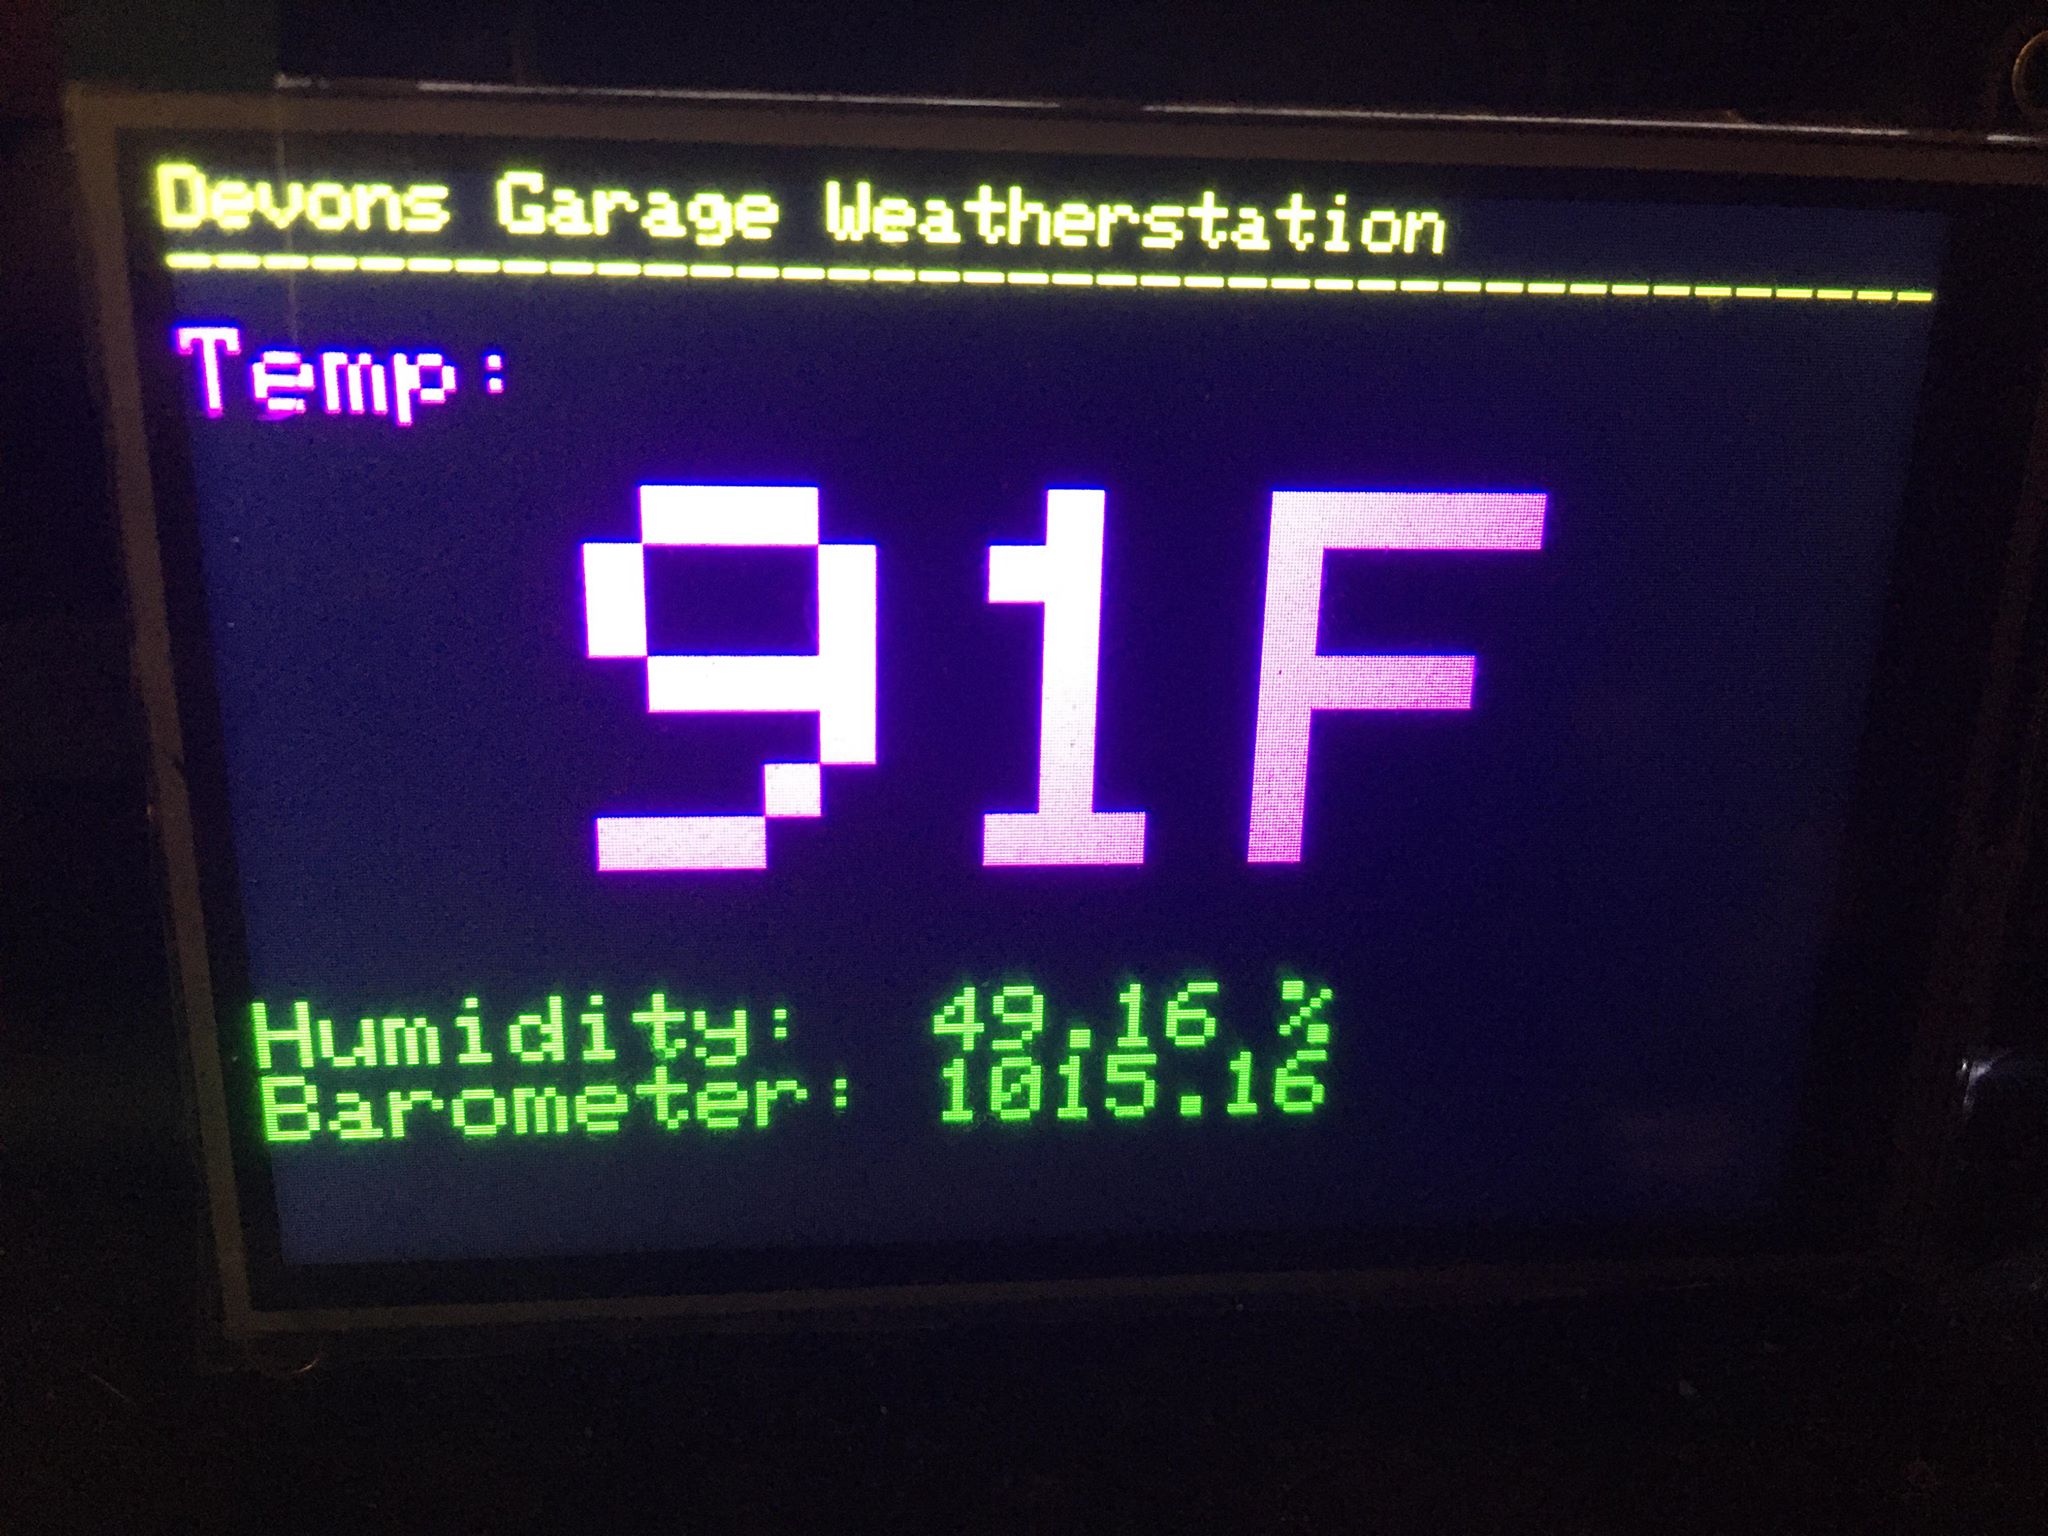 Devons Garage Weatherstation
-------------------------------------
Temp:
91F
Humidity: 49.16 %
Barometer: 1015.16